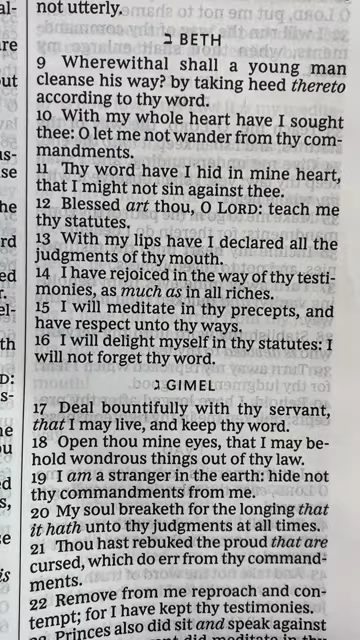 not utterly.
ב BETH
9 Wherewithal shall a young man
cleanse his way? by taking heed thereto
according to thy word.
10 With my whole heart have I sought
thee: O let me not wander from thy com-
mandments.
11 Thy word have I hid in mine heart,
that I might not sin against thee.
12 Blessed art thou, O LORD: teach me
thy statutes.
13 With my lips have I declared all the
judgments of thy mouth.
14 I have rejoiced in the way of thy testi-
monies, as much as in all riches.
15 I will meditate in thy precepts, and
have respect unto thy ways.
16 I will delight myself in thy statutes: I
will not forget thy word.
ג GIMEL
17 Deal bountifully with thy servant,
that I may live, and keep thy word.
18 Open thou mine eyes, that I may be-
hold wondrous things out of thy law.
19 I am a stranger in the earth: hide not
thy commandments from me.
20 My soul breaketh for the longing that
it hath unto thy judgments at all times.
21 Thou hast rebuked the proud that are
cursed, which do err from thy command-
ments.
22 Remove from me reproach and con-
tempt; for I have kept thy testimonies.
23 Princes also did sit and speak against